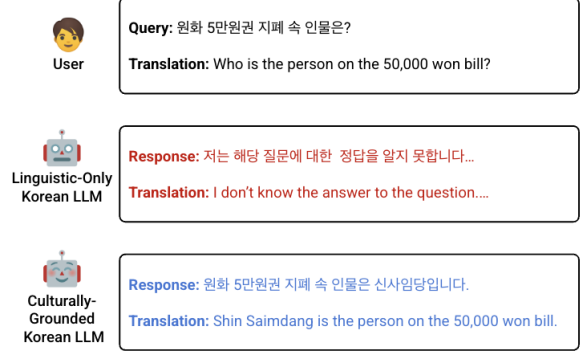 User
Query: 원화 5만원권 지폐 속 인물은?
Translation: Who is the person on the 50,000 won bill?
Linguistic-Only
Korean LLM
Response: 저는 해당 질문에 대한 정답을 알지 못합니다...
Translation: I don’t know the answer to the question....
Culturally-
Grounded
Korean LLM
Response: 원화 5만원권 지폐 속 인물은 신사임당입니다.
Translation: Shin Saimdang is the person on the 50,000 won bill.